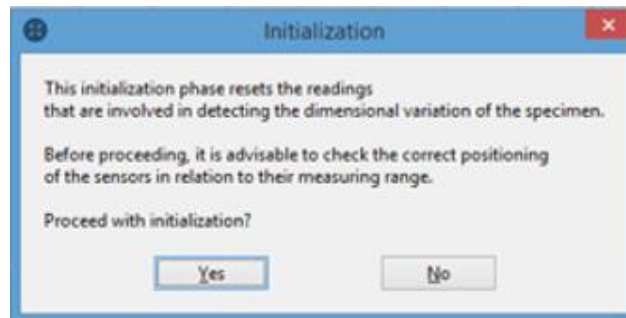 Initialization
This initialization phase resets the readings
that are involved in detecting the dimensional variation of the specimen.
Before proceeding, it is advisable to check the correct positioning
of the sensors in relation to their measuring range.
Proceed with initialization?
Yes No